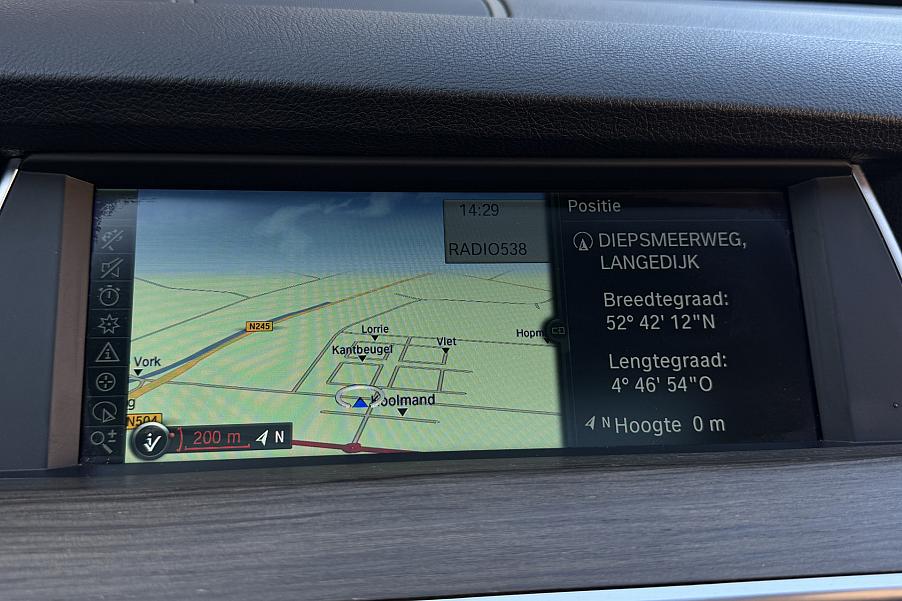 14:29
RADIO538
N245
Lorrie
Kantbeugel
Vlet
Hopm
Vork
oolmand
g
N504
200 m
N
Positie
DIEPSMEERWEG,
LANGEDIJK
Breedtegraad:
52° 42' 12"N
Lengtegraad:
4° 46' 54"O
N Hoogte 0 m